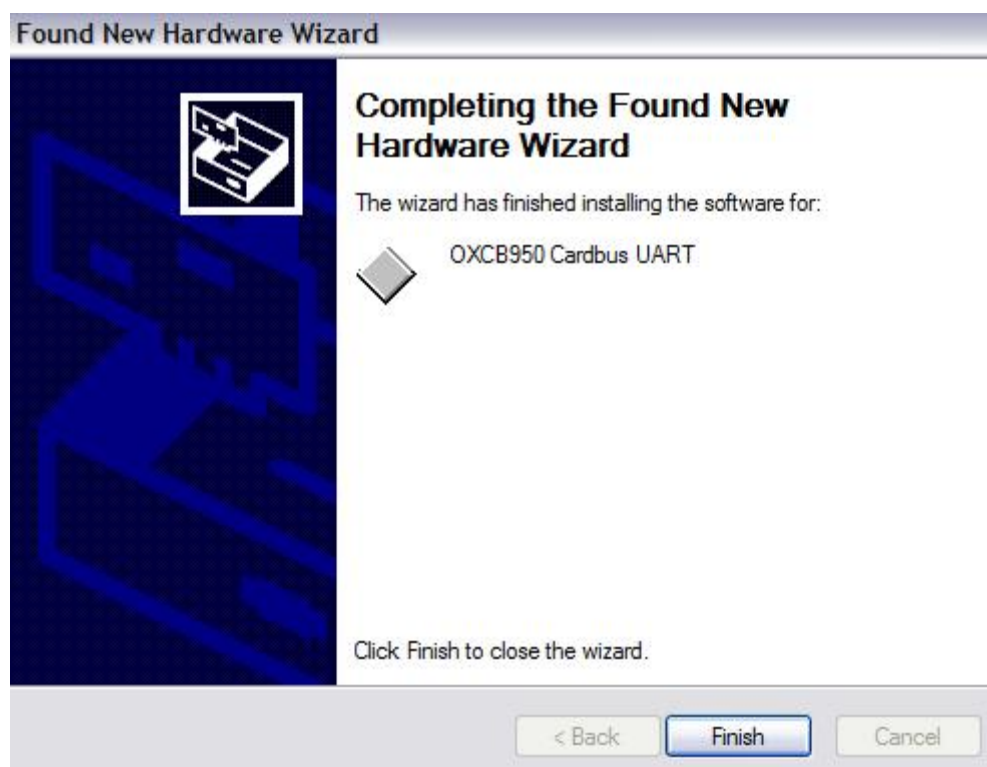 Found New Hardware Wizard
Completing the Found New
Hardware Wizard
The wizard has finished installing the software for:
OXCB950 Cardbus UART
Click Finish to close the wizard.
< Back
Finish
Cancel